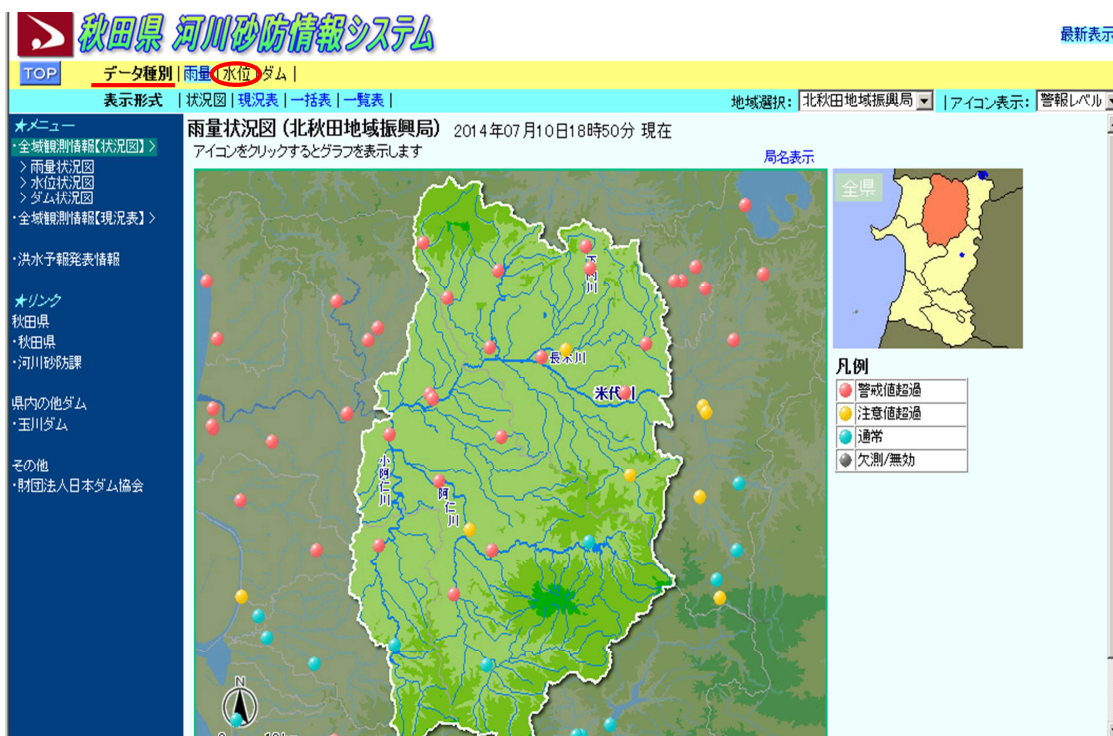 秋田県 河川砂防情報システム
最新表示
TOP データ種別 | 雨量 | 水位 | ダム |
表示形式 | 状況図 | 現況表 | 一括表 | 一覧表 | 地域選択: 北秋田地域振興局 | アイコン表示: 警報レベル
★メニュー
・全域観測情報【状況図】 >
> 雨量状況図
> 水位状況図
> ダム状況図
・全域観測情報【現況表】 >
・洪水予報発表情報
★リンク
秋田県
・秋田県
・河川砂防課
県内の他ダム
・玉川ダム
その他
・財団法人日本ダム協会
雨量状況図 (北秋田地域振興局) 2014年07月10日18時50分 現在
アイコンをクリックするとグラフを表示します
局名表示
下内川
長木川
米代川
小阿仁川
阿仁川
N
全県
凡例
警戒値超過
注意値超過
通常
欠測/無効